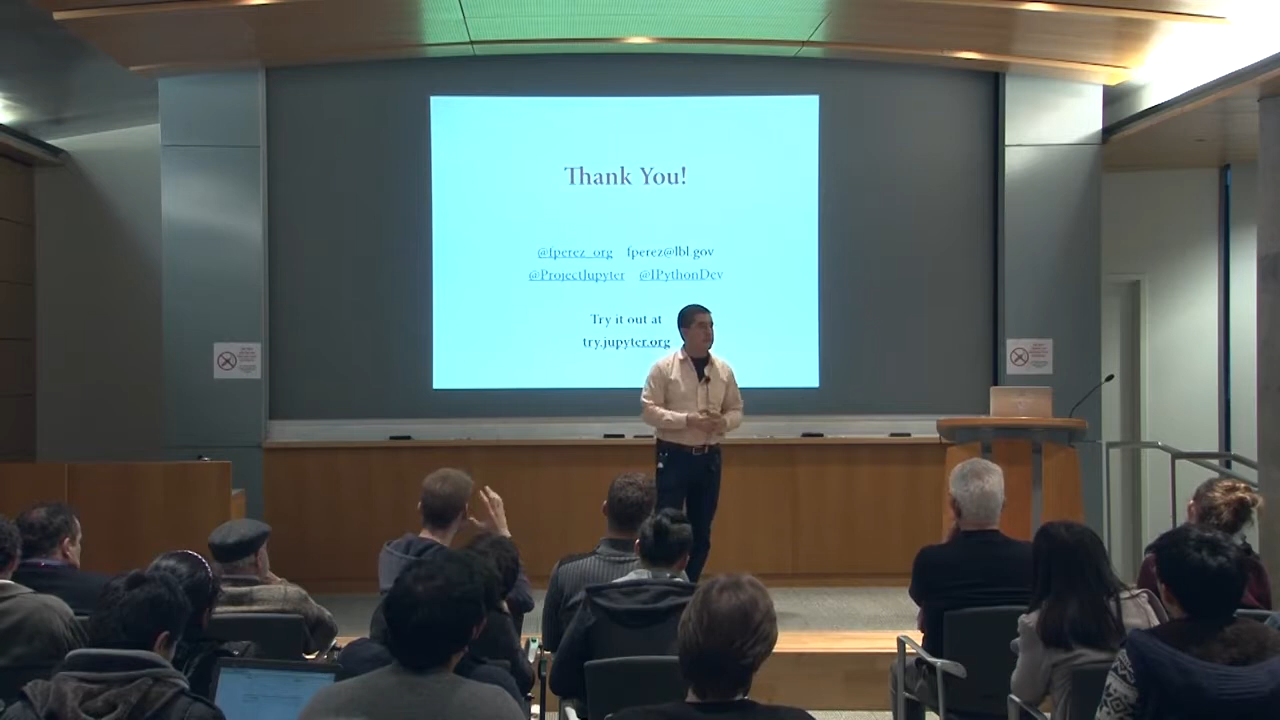 Thank You!
@fperez_org fperez@lbl.gov
@ProjectJupyter @IPythonDev
Try it out at
try.jupyter.org